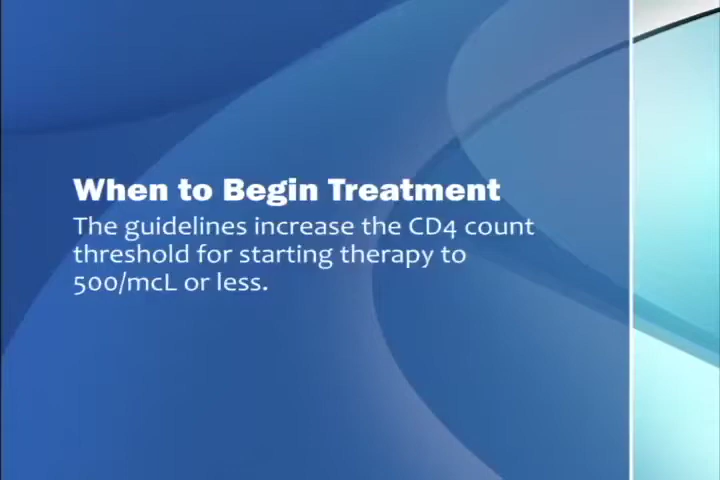 When to Begin Treatment
The guidelines increase the CD4 count
threshold for starting therapy to
500/mcL or less.